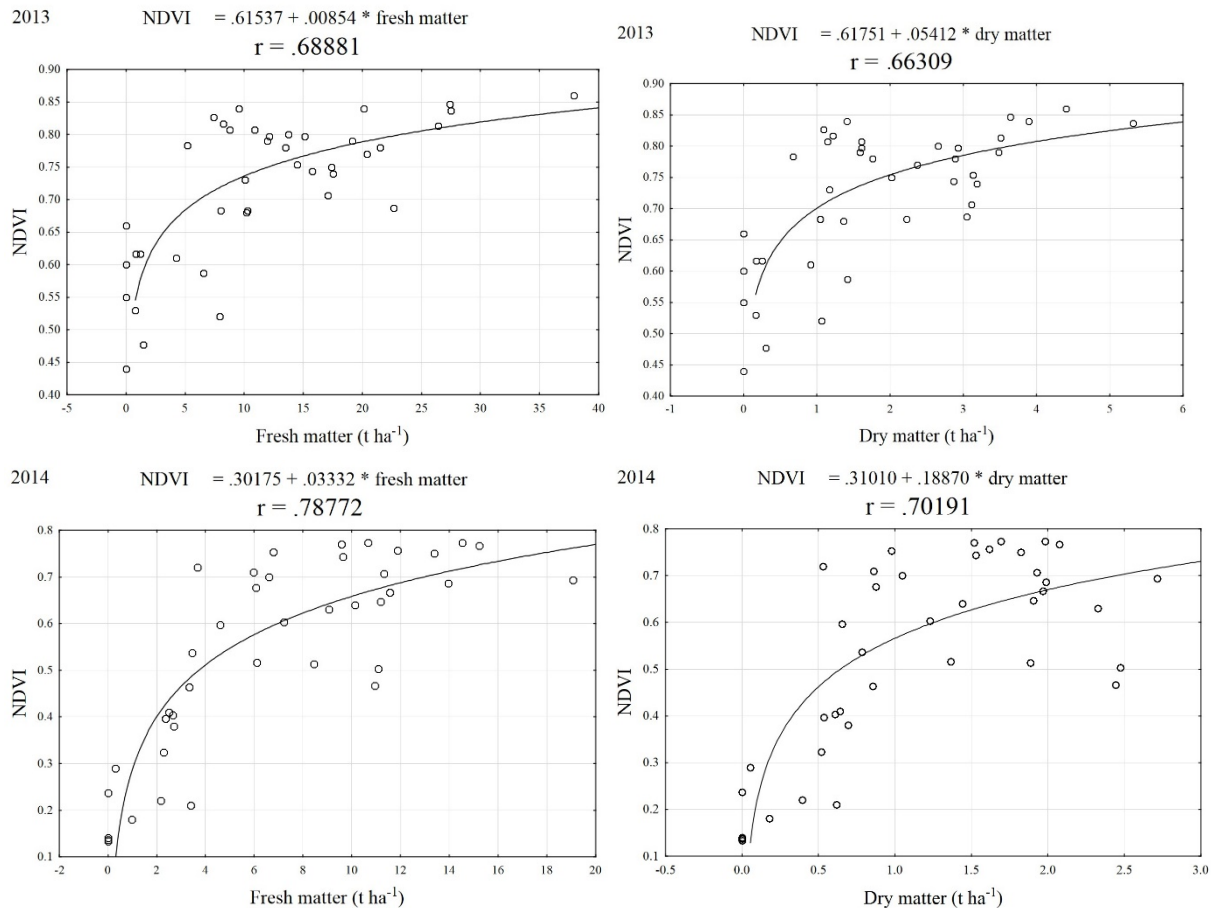 2013
NDVI = .61537 + .00854 * fresh matter
r = .68881
NDVI
0.90
0.85
0.80
0.75
0.70
0.65
0.60
0.55
0.50
0.45
0.40
-5 0 5 10 15 20 25 30 35 40
Fresh matter (t ha⁻¹)
2013
NDVI = .61751 + .05412 * dry matter
r = .66309
NDVI
0.90
0.85
0.80
0.75
0.70
0.65
0.60
0.55
0.50
0.45
0.40
-1 0 1 2 3 4 5 6
Dry matter (t ha⁻¹)
2014
NDVI = .30175 + .03332 * fresh matter
r = .78772
NDVI
0.8
0.7
0.6
0.5
0.4
0.3
0.2
0.1
-2 0 2 4 6 8 10 12 14 16 18 20
Fresh matter (t ha⁻¹)
2014
NDVI = .31010 + .18870 * dry matter
r = .70191
NDVI
0.8
0.7
0.6
0.5
0.4
0.3
0.2
0.1
-0.5 0.0 0.5 1.0 1.5 2.0 2.5 3.0
Dry matter (t ha⁻¹)